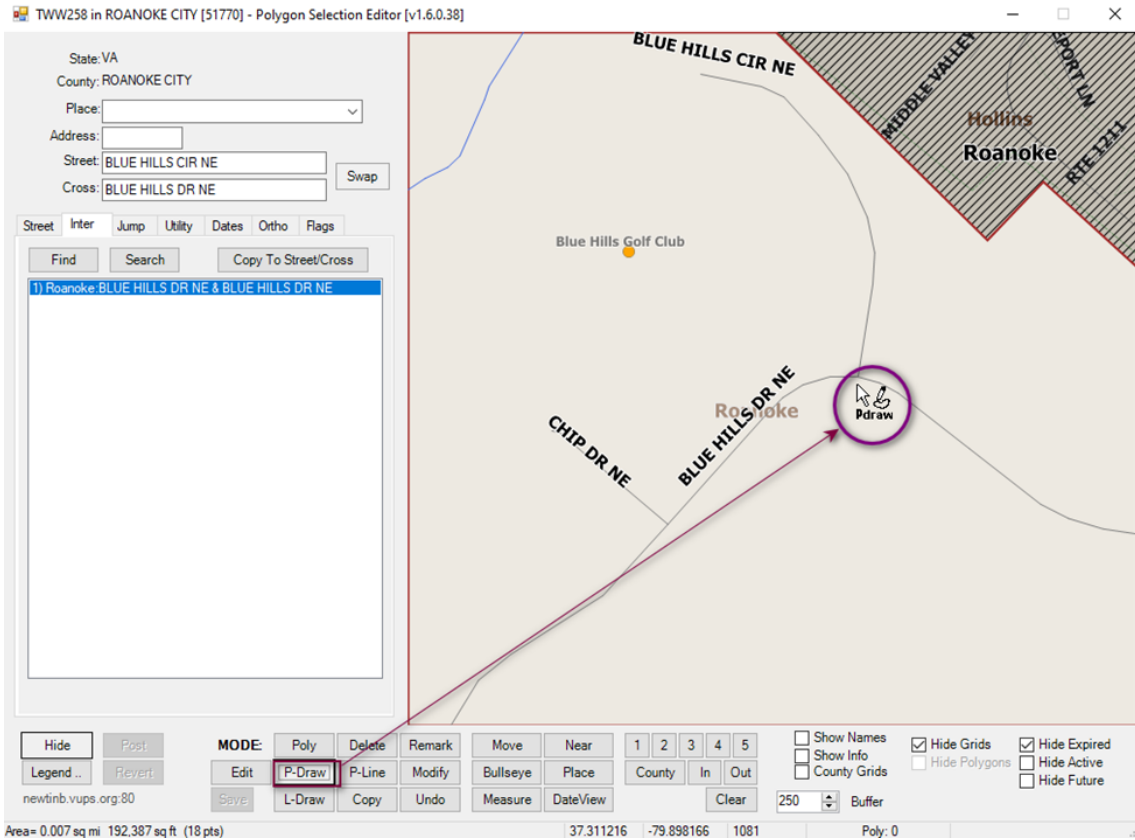 TWW258 in ROANOKE CITY [51770] - Polygon Selection Editor [v1.6.0.38]
State: VA
County: ROANOKE CITY
Place:
Address:
Street: BLUE HILLS CIR NE
Cross: BLUE HILLS DR NE
Swap
Street Inter Jump Utility Dates Ortho Flags
Find Search Copy To Street/Cross
1) Roanoke:BLUE HILLS DR NE & BLUE HILLS DR NE
BLUE HILLS CIR NE
MIDDLE VALLEY
EPORT LN
Hollins
Roanoke
RTE 1211
Blue Hills Golf Club
Roanoke
BLUE HILLS DR NE
CHIP DR NE
Pdraw
Hide Post MODE: Poly Delete Remark Move Near 1 2 3 4 5 Show Names Hide Grids Hide Expired
Show Info Hide Polygons Hide Active
Legend .. Revert Edit P-Draw P-Line Modify Bullseye Place County In Out County Grids Hide Future
newtinb.vups.org:80 Save L-Draw Copy Undo Measure DateView Clear 250 Buffer
Area= 0.007 sq mi 192,387 sq ft (18 pts) 37.311216 -79.898166 1081 Poly: 0